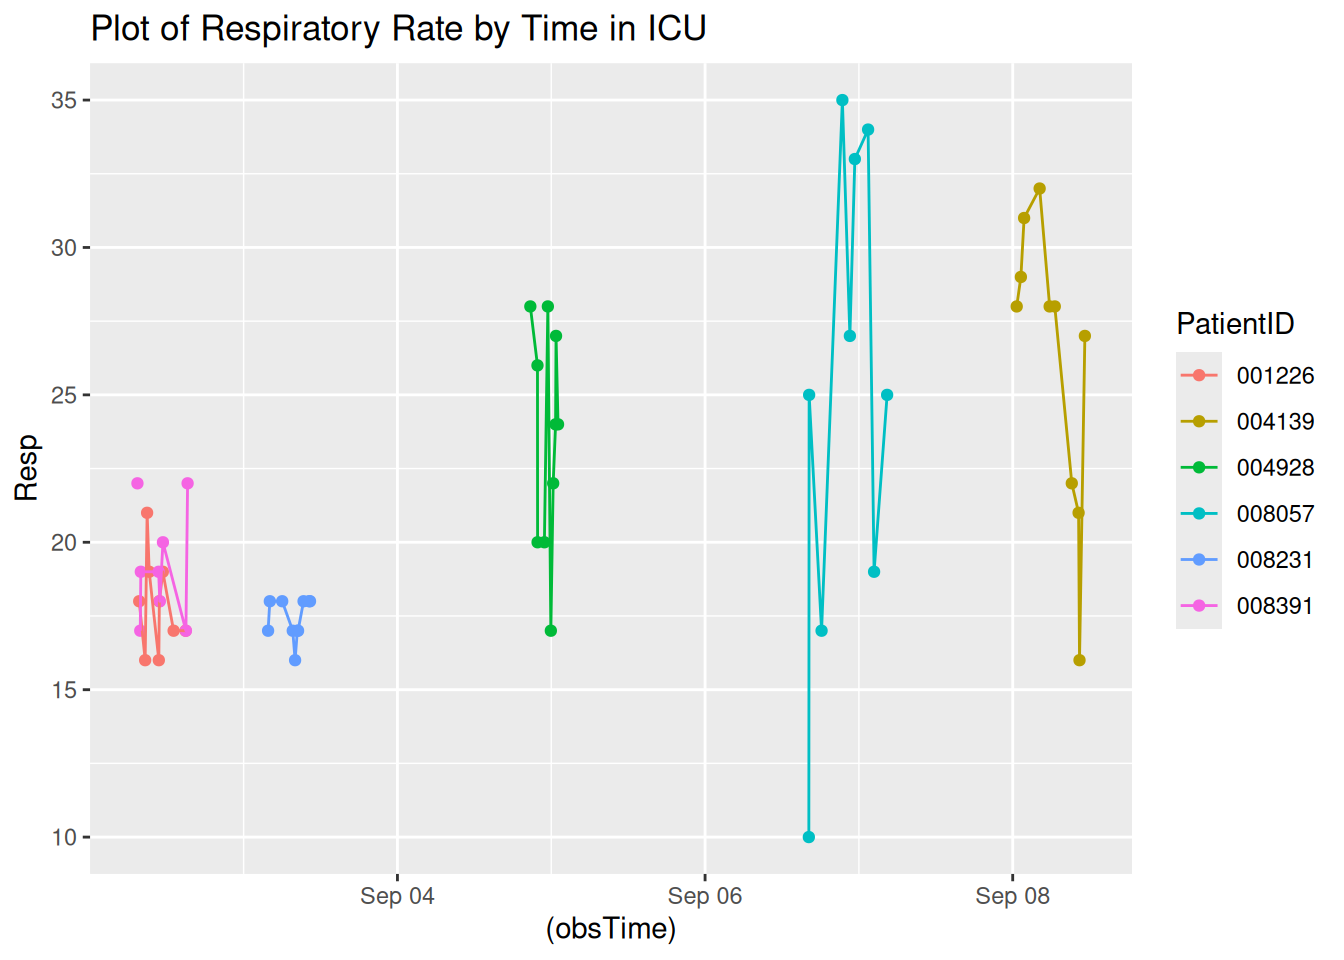 Plot of Respiratory Rate by Time in ICU
35
30
25
20
15
10
Resp
Sep 04
Sep 06
Sep 08
(obsTime)
PatientID
001226
004139
004928
008057
008231
008391